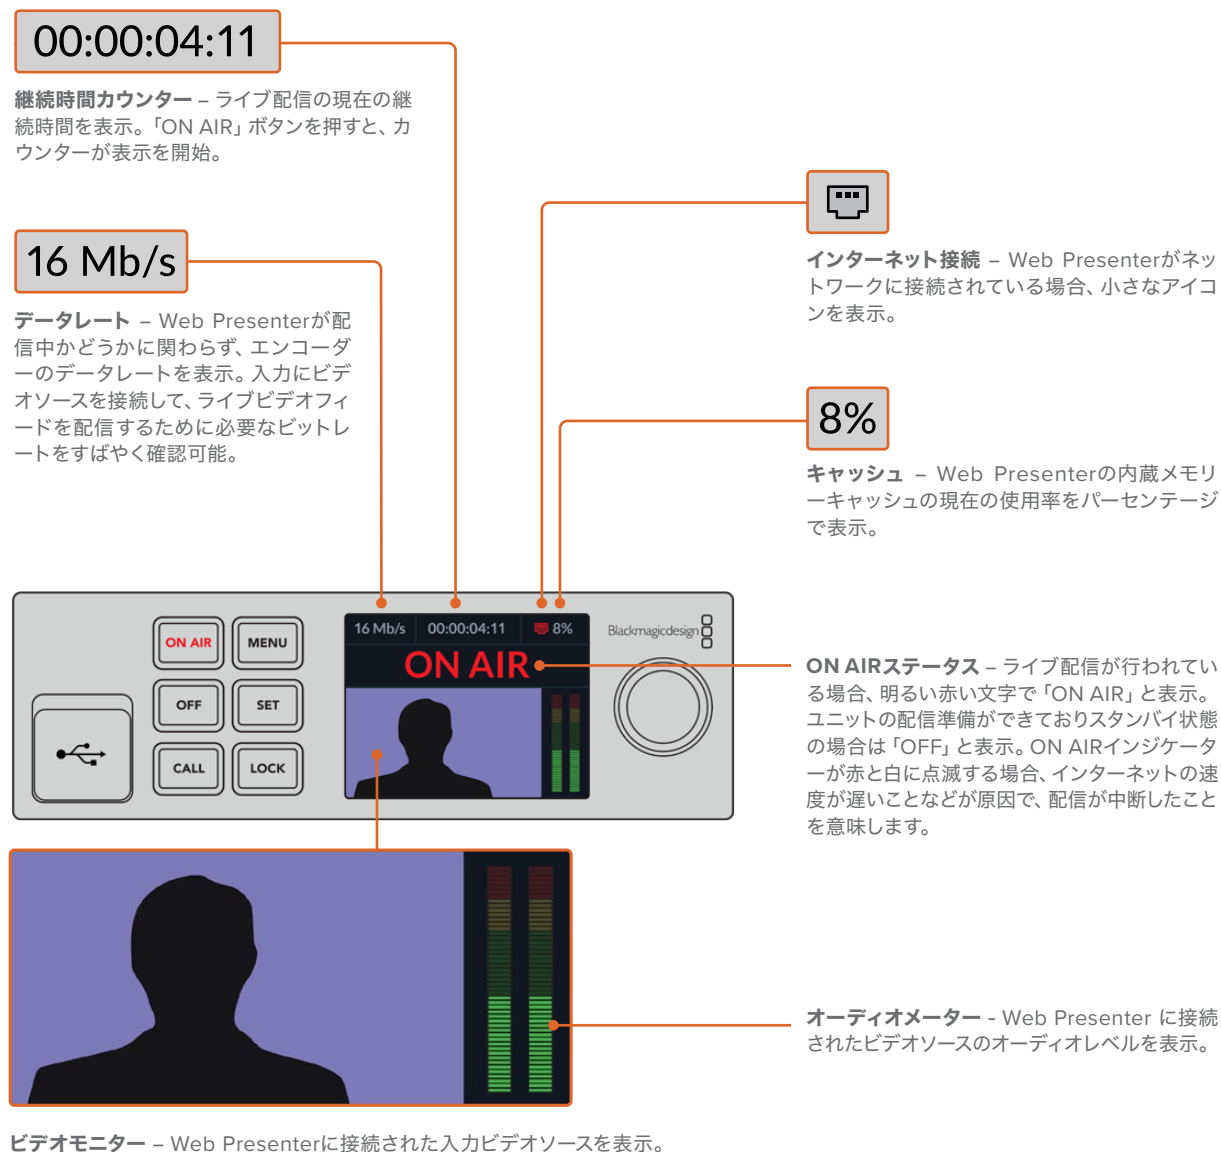 00:00:04:11
継続時間カウンター – ライブ配信の現在の継
続時間を表示。「ON AIR」ボタンを押すと、カ
ウンターが表示を開始。
16 Mb/s
データレート – Web Presenterが配
信中かどうかに関わらず、エンコーダ
ーのデータレートを表示。入力にビデ
オソースを接続して、ライブビデオフィ
ードを配信するために必要なビットレ
ートをすばやく確認可能。
インターネット接続 – Web Presenterがネッ
トワークに接続されている場合、小さなアイコ
ンを表示。
8%
キャッシュ – Web Presenterの内蔵メモリ
ーキャッシュの現在の使用率をパーセンテージ
で表示。
ON AIR
MENU
OFF
SET
CALL
LOCK
16 Mb/s
00:00:04:11
8%
ON AIR
Blackmagicdesign
ON AIRステータス – ライブ配信が行われてい
る場合、明るい赤い文字で「ON AIR」と表示。
ユニットの配信準備ができておりスタンバイ状態
の場合は「OFF」と表示。ON AIRインジケータ
ーが赤と白に点滅する場合、インターネットの速
度が遅いことなどが原因で、配信が中断したこと
を意味します。
オーディオメーター - Web Presenter に接続
されたビデオソースのオーディオレベルを表示。
ビデオモニター – Web Presenterに接続された入力ビデオソースを表示。